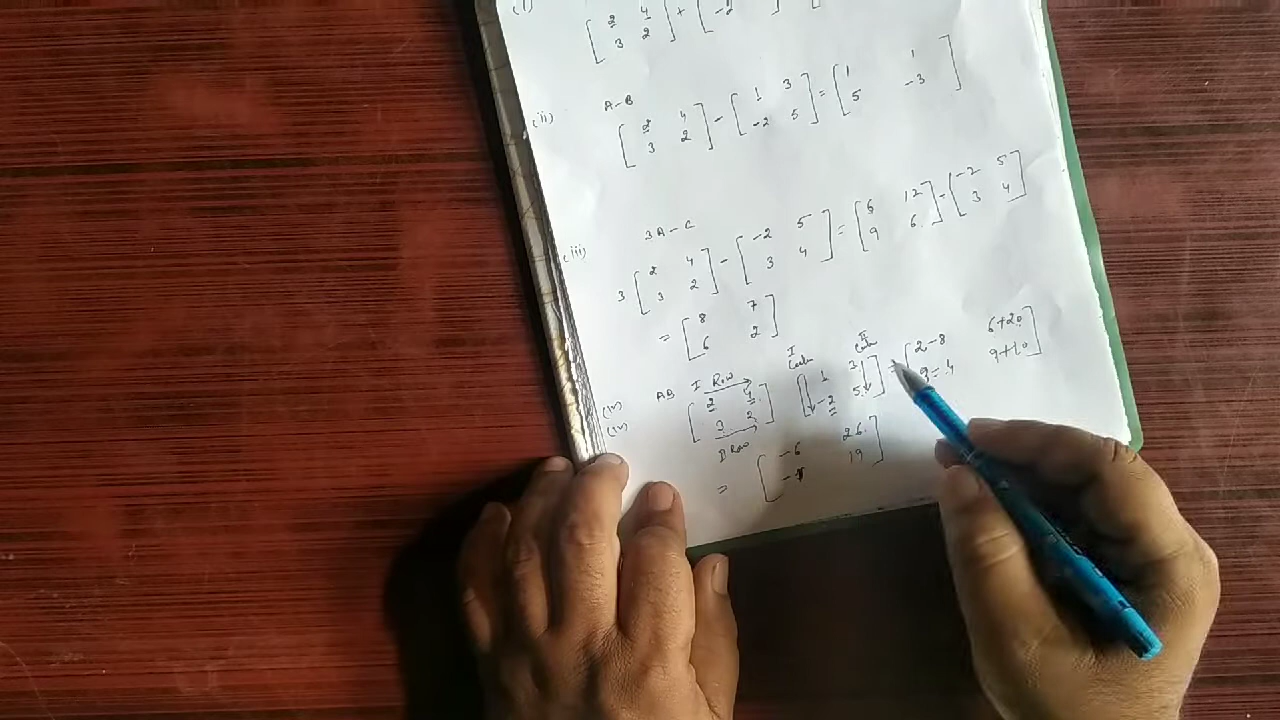 (i)
[2 4] + [
[3 2] [-2 ]
(ii) A-B
[2 4] - [1 3] = [1 1]
[3 2] [-2 5] [5 -3]
(iii) 3A-C
3 [2 4] - [-2 5] = [6 12] - [-2 5]
[3 2] [3 4] [9 6] [3 4]
= [8 7]
[6 2]
(iv) AB I Row I II
(iv) [2 4] [1 3] = [2-8 6+20]
[3 2] [-2 5] [ 4 9+10]
II Row
= [-6 26]
[-1 19]